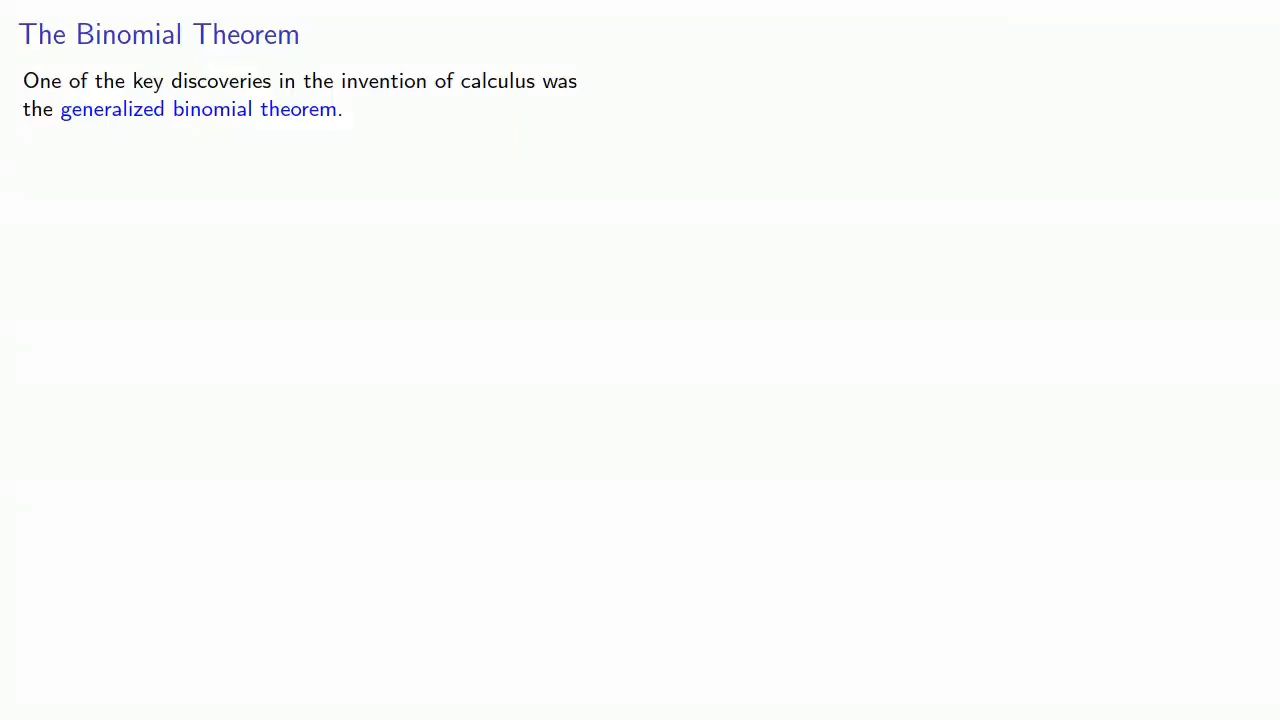 The Binomial Theorem
One of the key discoveries in the invention of calculus was
the generalized binomial theorem.